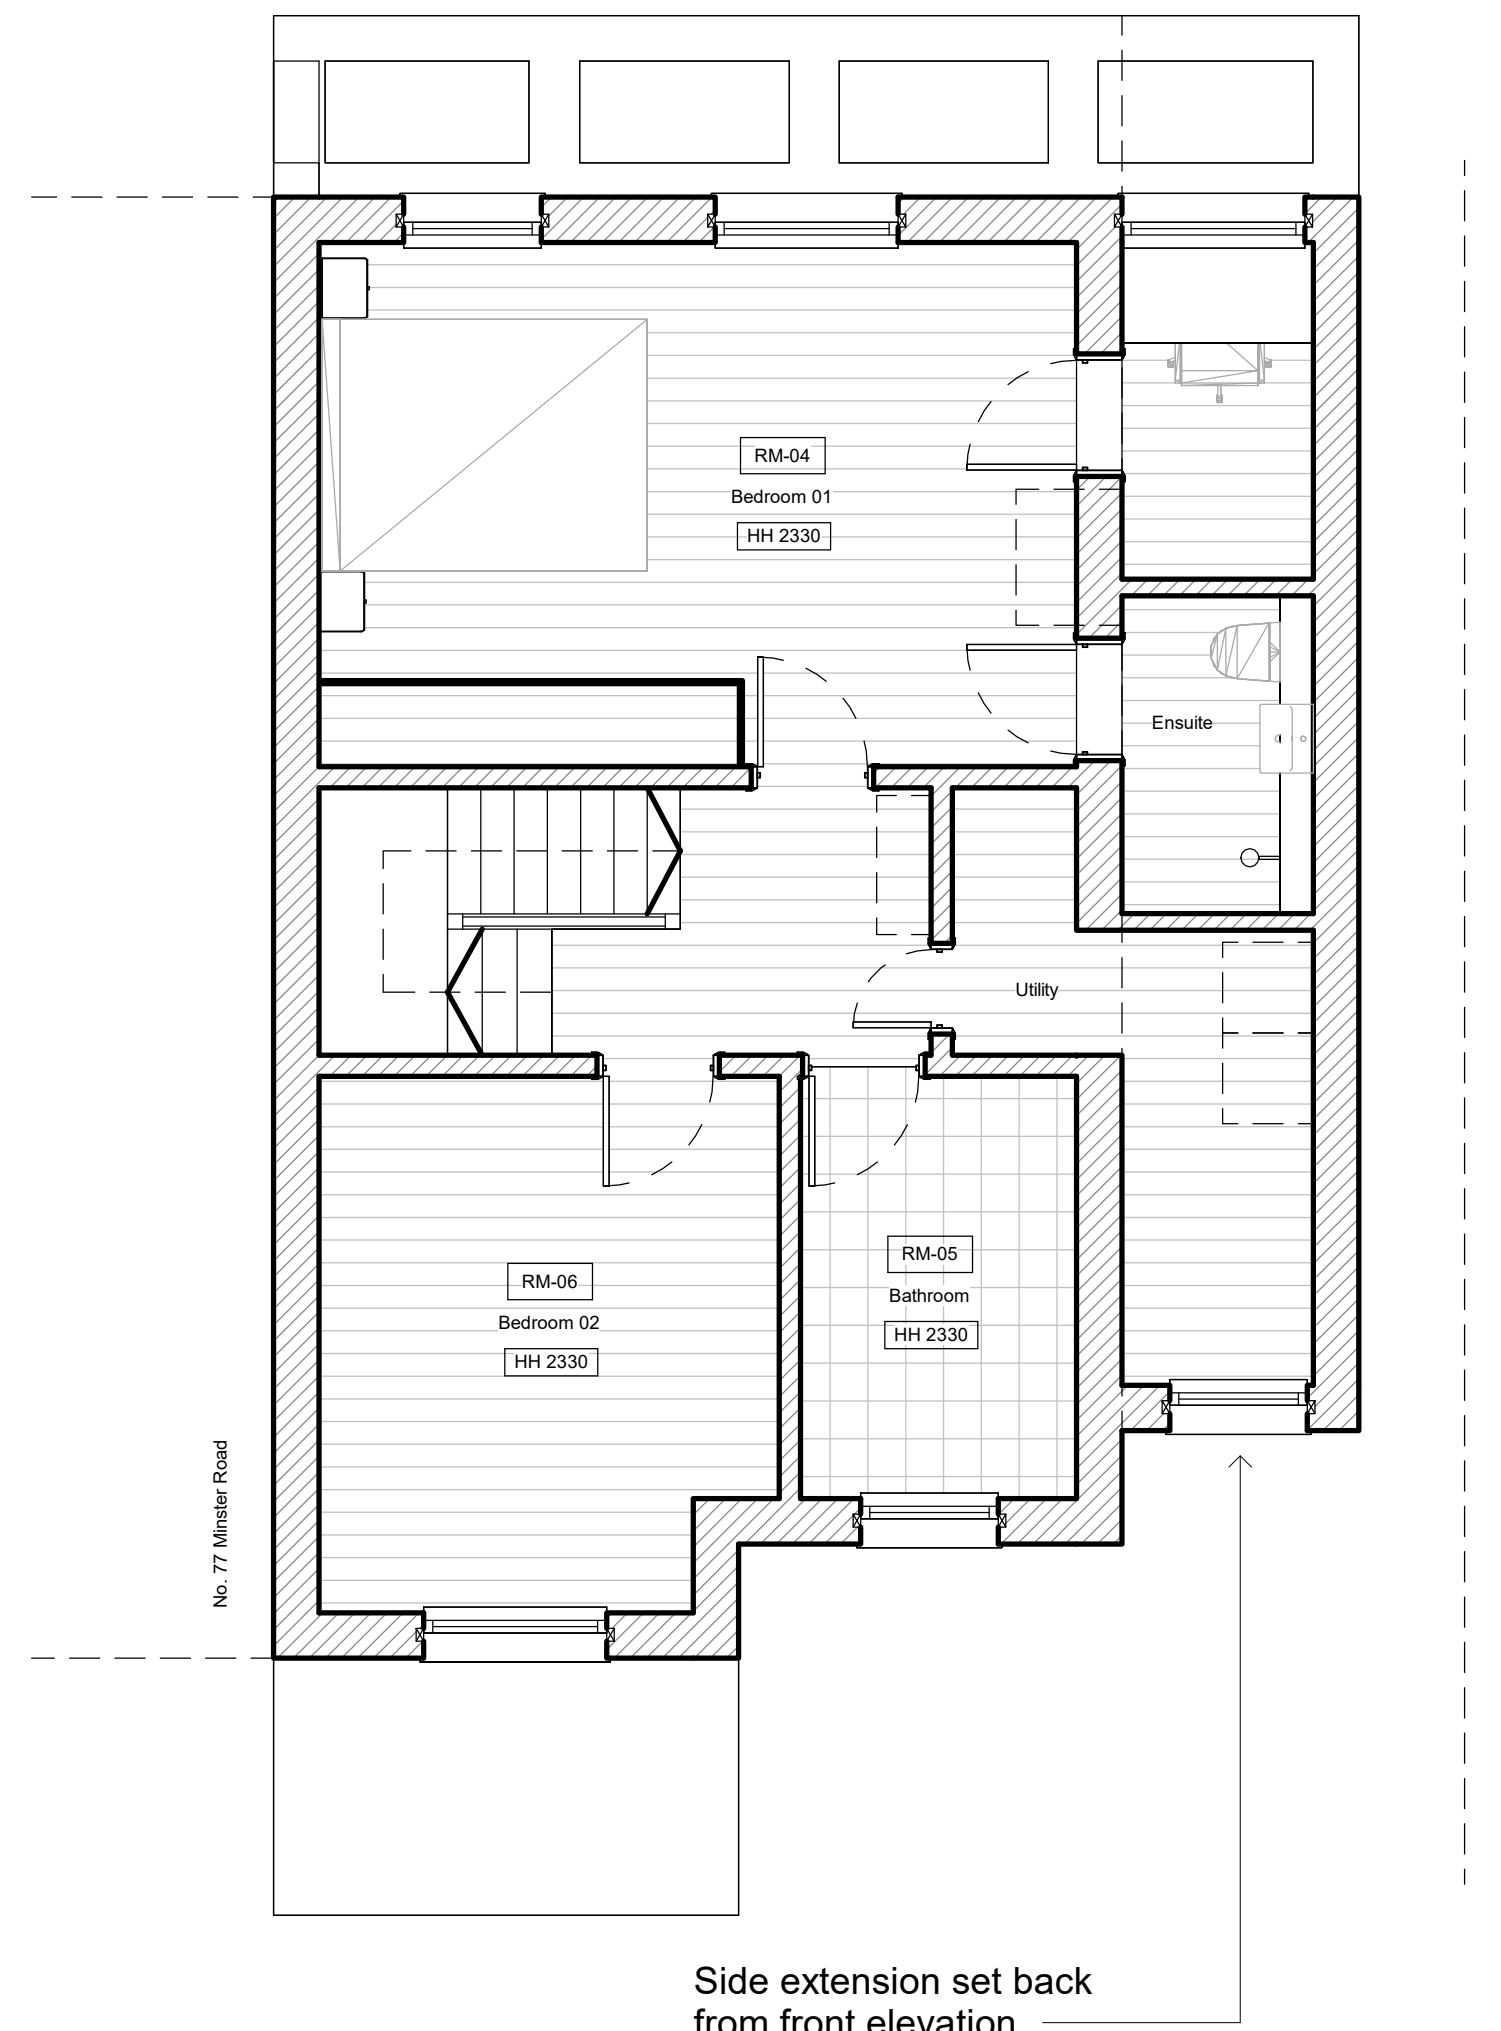 RM-04
Bedroom 01
HH 2330
Ensuite
Utility
RM-05
Bathroom
HH 2330
RM-06
Bedroom 02
HH 2330
No. 77 Minster Road
Side extension set back
from front elevation